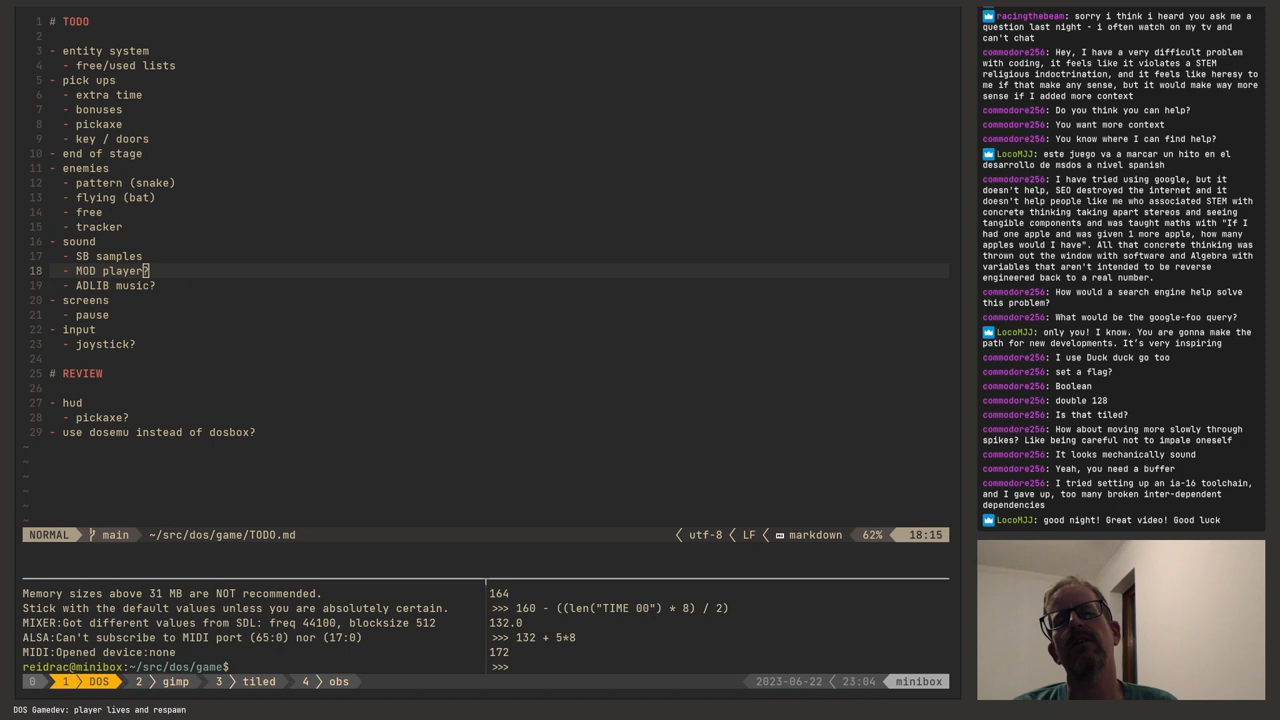 1 # TODO
2
3 - entity system
4 - free/used lists
5 - pick ups
6 - extra time
7 - bonuses
8 - pickaxe
9 - key / doors
10 - end of stage
11 - enemies
12 - pattern (snake)
13 - flying (bat)
14 - free
15 - tracker
16 - sound
17 - SB samples
18 - MOD player?
19 - ADLIB music?
20 - screens
21 - pause
22 - input
23 - joystick?
24
25 # REVIEW
26
27 - hud
28 - pickaxe?
29 - use dosemu instead of dosbox?
~
~
~
~
~
~
NORMAL main ~/src/dos/game/TODO.md utf-8 LF markdown 62% 18:15
Memory sizes above 31 MB are NOT recommended.
Stick with the default values unless you are absolutely certain.
MIXER:Got different values from SDL: freq 44100, blocksize 512
ALSA:Can't subscribe to MIDI port (65:0) nor (17:0)
MIDI:Opened device:none
reidrac@minibox:~/src/dos/game$
164
>>> 160 - ((len("TIME 00") * 8) / 2)
132.0
>>> 132 + 5*8
172
>>>
0 1 DOS 2 gimp 3 tiled 4 obs 2023-06-22 23:04 minibox
DOS Gamedev: player lives and respawn
racingthebeam: sorry i think i heard you ask me a
question last night - i often watch on my tv and
can't chat
commodore256: Hey, I have a very difficult problem
with coding, it feels like it violates a STEM
religious indoctrination, and it feels like heresy to
me if that make any sense, but it would make way more
sense if I added more context
commodore256: Do you think you can help?
commodore256: You want more context
commodore256: You know where I can find help?
LocoMJJ: este juego va a marcar un hito en el
desarrollo de msdos a nivel spanish
commodore256: I have tried using google, but it
doesn't help, SEO destroyed the internet and it
doesn't help people like me who associated STEM with
concrete thinking taking apart stereos and seeing
tangible components and was taught maths with "If I
had one apple and was given 1 more apple, how many
apples would I have". All that concrete thinking was
thrown out the window with software and Algebra with
variables that aren't intended to be reverse
engineered back to a real number.
commodore256: How would a search engine help solve
this problem?
commodore256: What would be the google-foo query?
LocoMJJ: only you! I know. You are gonna make the
path for new developments. It's very inspiring
commodore256: I use Duck duck go too
commodore256: set a flag?
commodore256: Boolean
commodore256: double 128
commodore256: Is that tiled?
commodore256: How about moving more slowly through
spikes? Like being careful not to impale oneself
commodore256: It looks mechanically sound
commodore256: Yeah, you need a buffer
commodore256: I tried setting up an ia-16 toolchain,
and I gave up, too many broken inter-dependent
dependencies
LocoMJJ: good night! Great video! Good luck